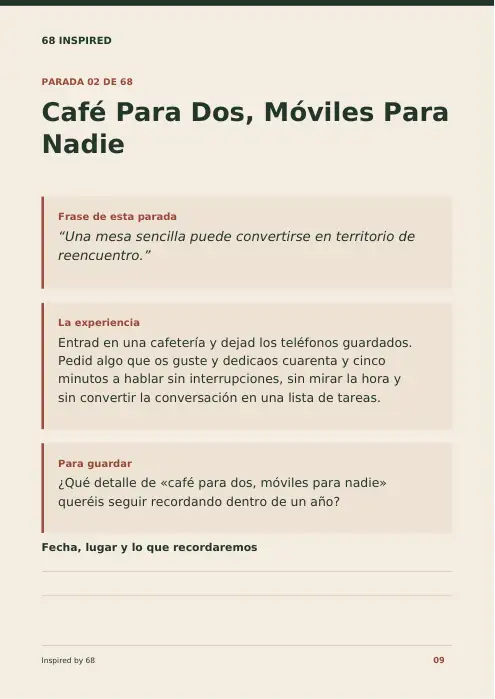 68 INSPIRED
PARADA 02 DE 68
Café Para Dos, Móviles Para
Nadie
Frase de esta parada
“Una mesa sencilla puede convertirse en territorio de
reencuentro.”
La experiencia
Entrad en una cafetería y dejad los teléfonos guardados.
Pedid algo que os guste y dedicaos cuarenta y cinco
minutos a hablar sin interrupciones, sin mirar la hora y
sin convertir la conversación en una lista de tareas.
Para guardar
¿Qué detalle de «café para dos, móviles para nadie»
queréis seguir recordando dentro de un año?
Fecha, lugar y lo que recordaremos
Inspired by 68
09